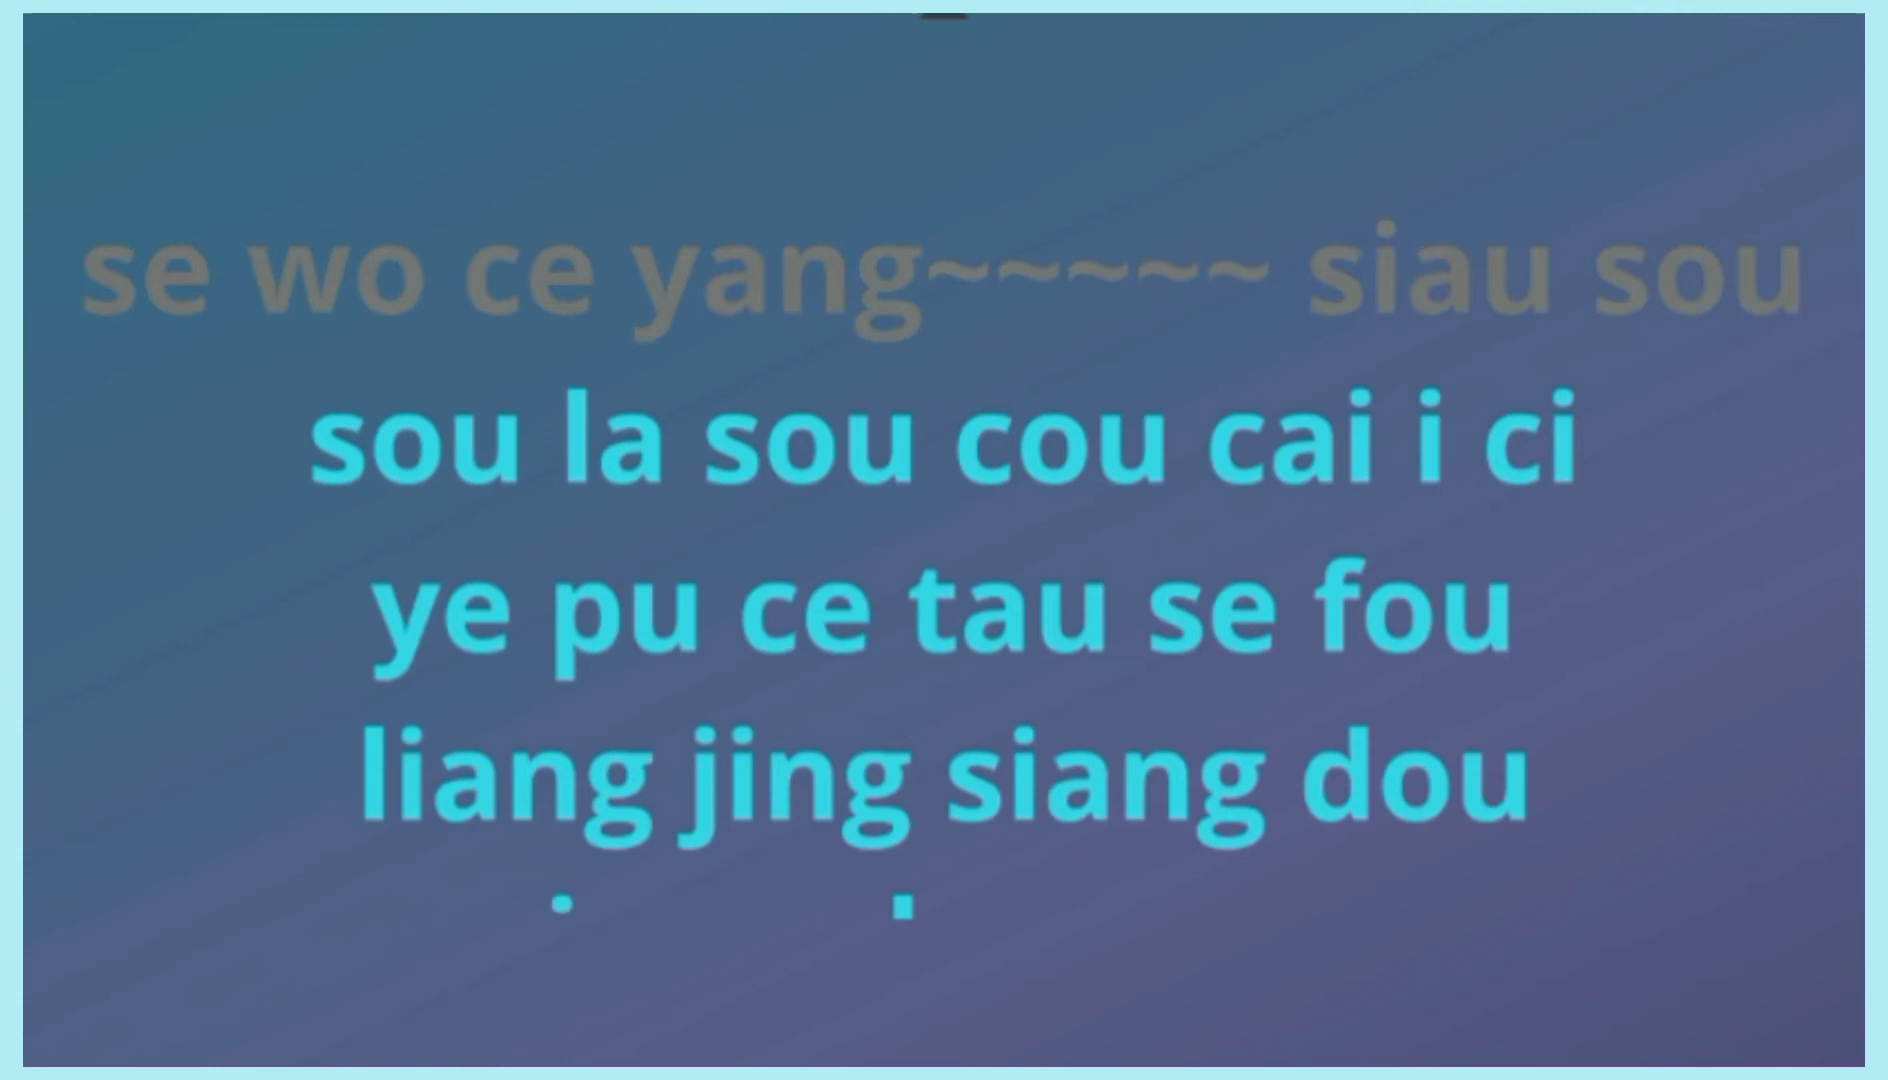 se wo ce yang~~~~~ siau sou
sou la sou cou cai i ci
ye pu ce tau se fou
liang jing siang dou